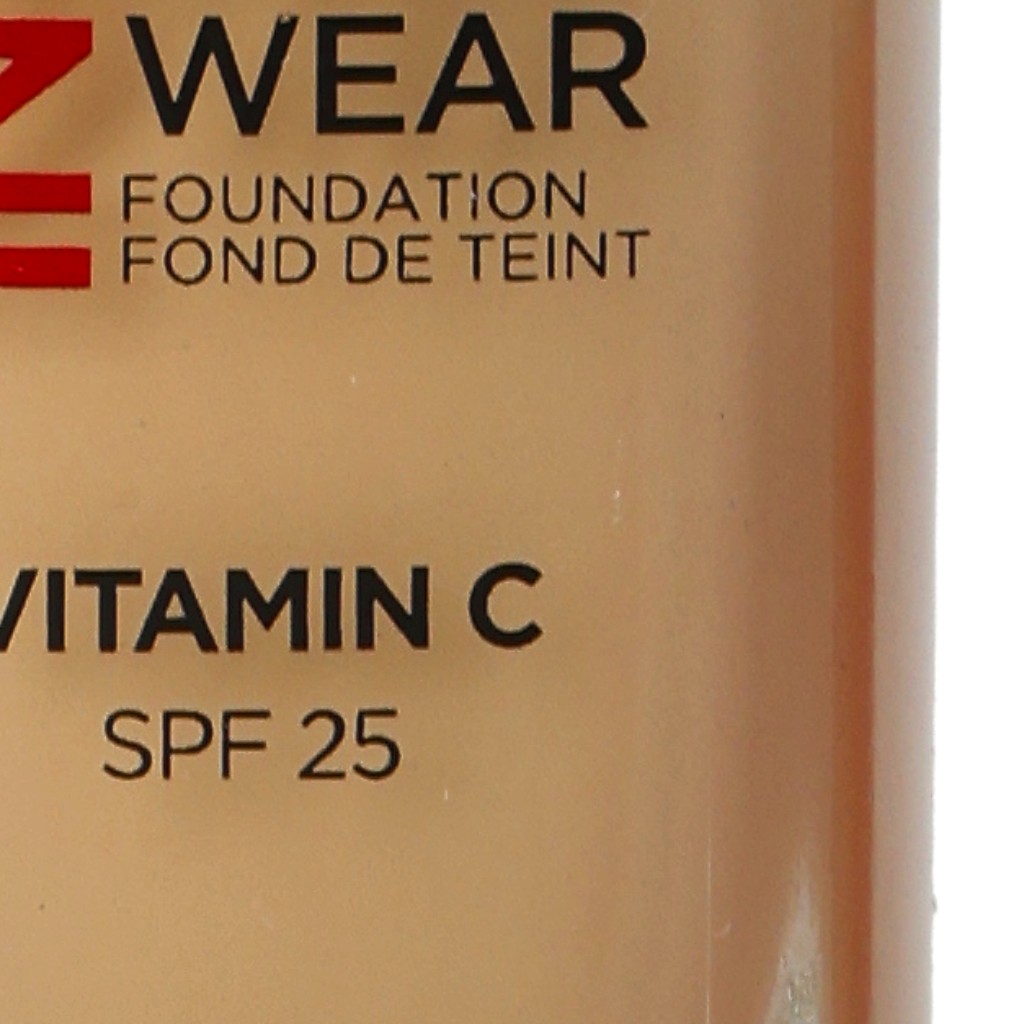 WEAR
FOUNDATION
FOND DE TEINT
VITAMIN C
SPF 25